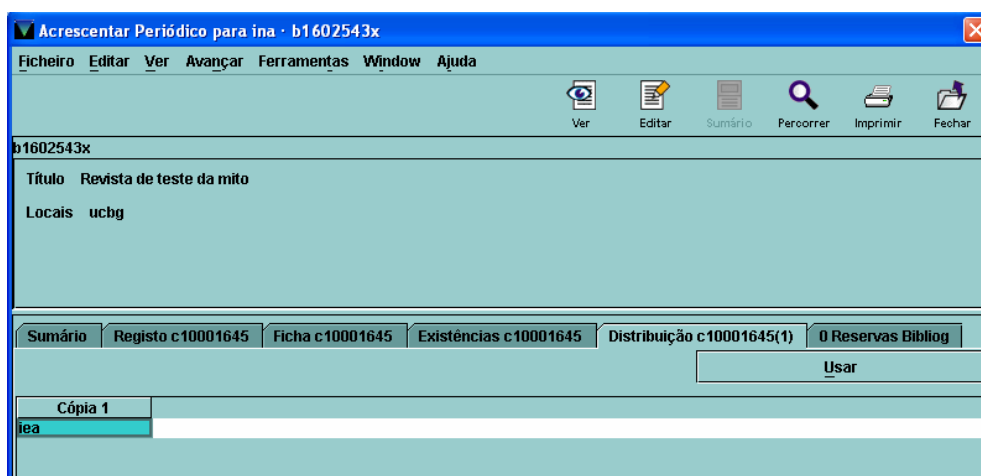 Acrescentar Periódico para ina · b1602543x
Ficheiro Editar Ver Avançar Ferramentas Window Ajuda
Ver Editar Sumário Percorrer Imprimir Fechar
b1602543x
Título Revista de teste da mito
Locais ucbg
Sumário Registo c10001645 Ficha c10001645 Existências c10001645 Distribuição c10001645(1) 0 Reservas Bibliog
Usar
Cópia 1
iea